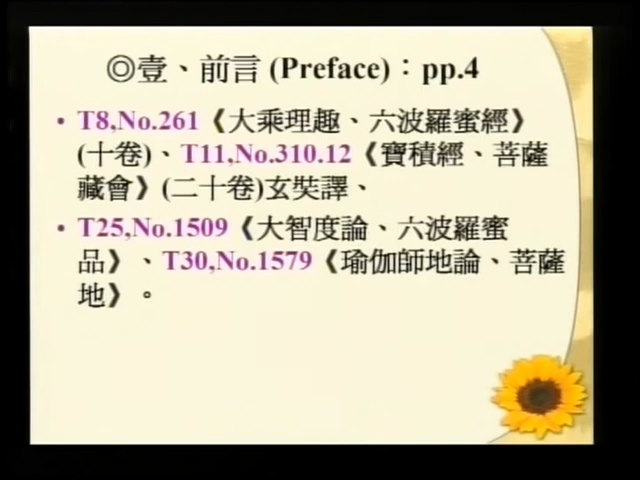 ◎壹、前言 (Preface)：pp.4
• T8,No.261《大乘理趣、六波羅蜜經》
(十卷)、T11,No.310.12《寶積經、菩薩
藏會》(二十卷)玄奘譯、
• T25,No.1509《大智度論、六波羅蜜
品》、T30,No.1579《瑜伽師地論、菩薩
地》。